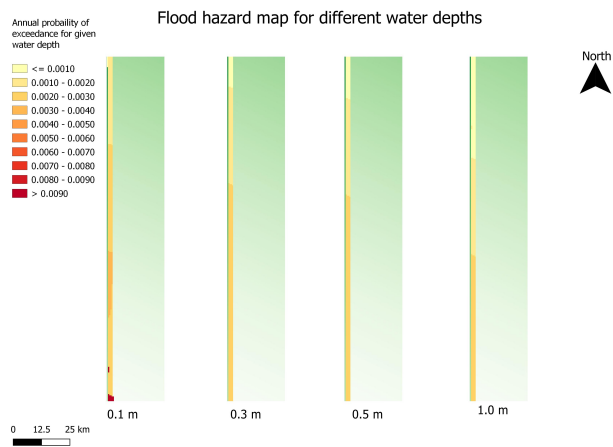 Flood hazard map for different water depths
Annual probaility of
exceedance for given
water depth
<= 0.0010
0.0010 - 0.0020
0.0020 - 0.0030
0.0030 - 0.0040
0.0040 - 0.0050
0.0050 - 0.0060
0.0060 - 0.0070
0.0070 - 0.0080
0.0080 - 0.0090
> 0.0090
North
0.1 m
0.3 m
0.5 m
1.0 m
0 12.5 25 km